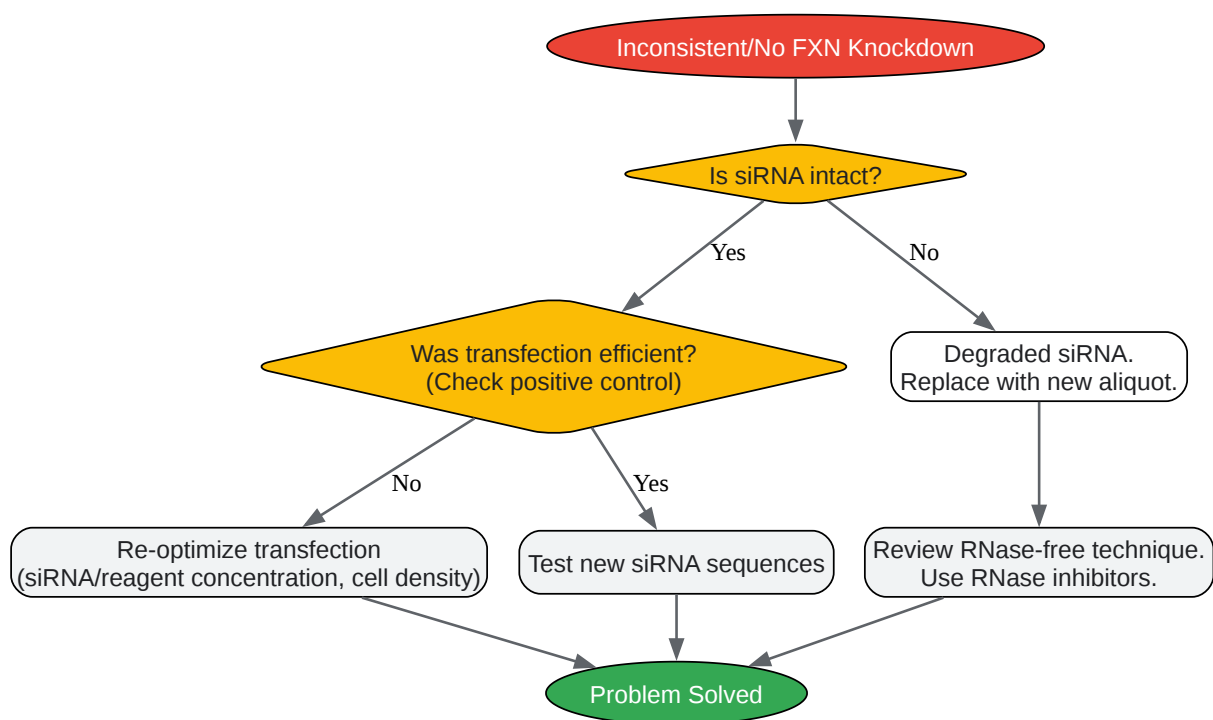 Inconsistent/No FXN Knockdown
Is siRNA intact?
Yes
No
Was transfection efficient?
(Check positive control)
Degraded siRNA.
Replace with new aliquot.
No
Yes
Re-optimize transfection
(siRNA/reagent concentration, cell density)
Test new siRNA sequences
Review RNase-free technique.
Use RNase inhibitors.
Problem Solved